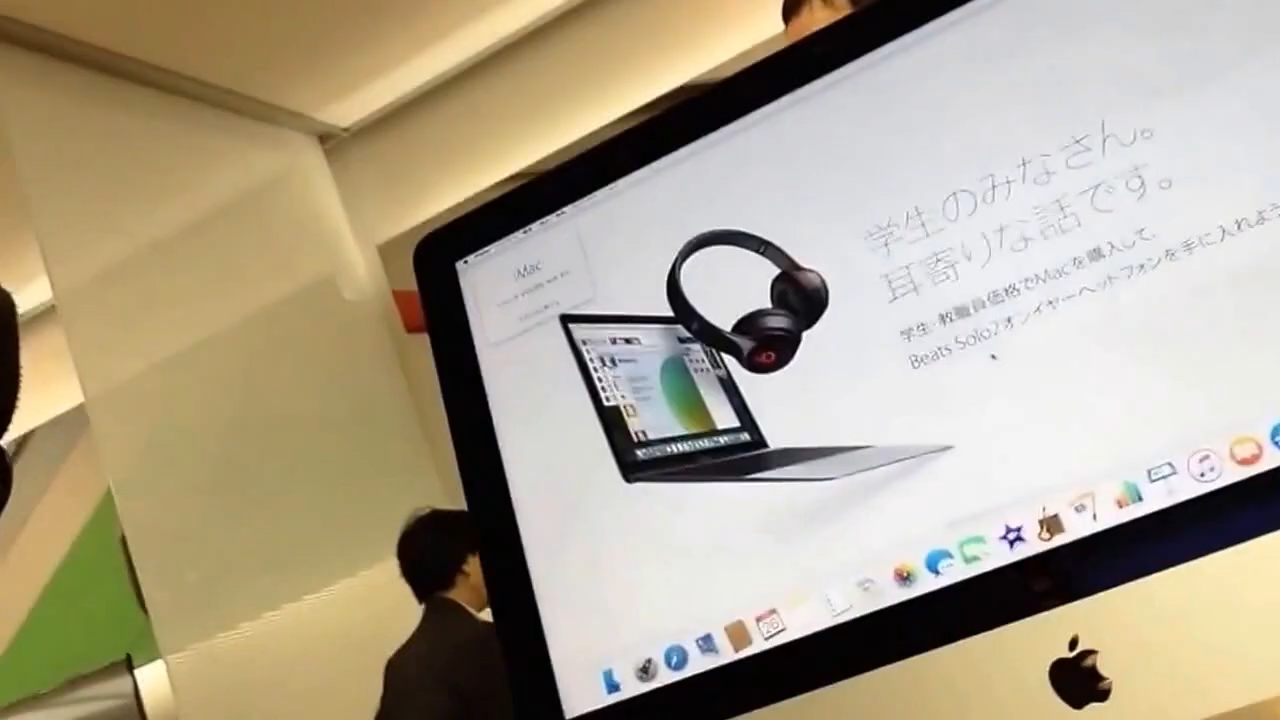 iMac
学生のみなさん。
耳寄りな話です。
学生・教職員価格でMacを購入して、
Beats Solo2オンイヤーヘッドフォンを手に入れよう
26